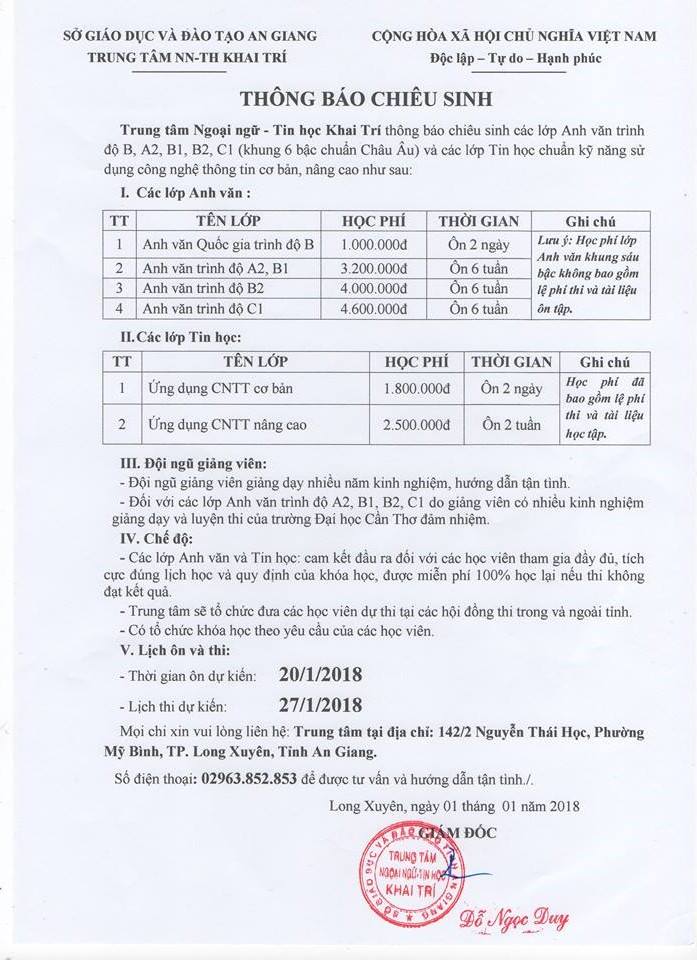 SỞ GIÁO DỤC VÀ ĐÀO TẠO AN GIANG
TRUNG TÂM NN-TH KHAI TRÍ
CỘNG HÒA XÃ HỘI CHỦ NGHĨA VIỆT NAM
Độc lập – Tự do – Hạnh phúc
THÔNG BÁO CHIÊU SINH
Trung tâm Ngoại ngữ - Tin học Khai Trí thông báo chiêu sinh các lớp Anh văn trình
độ B, A2, B1, B2, C1 (khung 6 bậc chuẩn Châu Âu) và các lớp Tin học chuẩn kỹ năng sử
dụng công nghệ thông tin cơ bản, nâng cao như sau:
I. Các lớp Anh văn :
TT TÊN LỚP HỌC PHÍ THỜI GIAN Ghi chú
1 Anh văn Quốc gia trình độ B 1.000.000đ Ôn 2 ngày
2 Anh văn trình độ A2, B1 3.200.000đ Ôn 6 tuần
3 Anh văn trình độ B2 4.000.000đ Ôn 6 tuần
4 Anh văn trình độ C1 4.600.000đ Ôn 6 tuần
Lưu ý: Học phí lớp
Anh văn khung sáu
bậc không bao gồm
lệ phí thi và tài liệu
ôn tập.
II.Các lớp Tin học:
TT TÊN LỚP HỌC PHÍ THỜI GIAN Ghi chú
1 Ứng dụng CNTT cơ bản 1.800.000đ Ôn 2 ngày
2 Ứng dụng CNTT nâng cao 2.500.000đ Ôn 2 tuần
Học phí đã
bao gồm lệ phí
thi và tài liệu
học tập.
III. Đội ngũ giảng viên:
- Đội ngũ giảng viên giảng dạy nhiều năm kinh nghiệm, hướng dẫn tận tình.
- Đối với các lớp Anh văn trình độ A2, B1, B2, C1 do giảng viên có nhiều kinh nghiệm
giảng dạy và luyện thi của trường Đại học Cần Thơ đảm nhiệm.
IV. Chế độ:
- Các lớp Anh văn và Tin học: cam kết đầu ra đối với các học viên tham gia đầy đủ, tích
cực đúng lịch học và quy định của khóa học, được miễn phí 100% học lại nếu thi không
đạt kết quả.
- Trung tâm sẽ tổ chức đưa các học viên dự thi tại các hội đồng thi trong và ngoài tỉnh.
- Có tổ chức khóa học theo yêu cầu của các học viên.
V. Lịch ôn và thi:
- Thời gian ôn dự kiến: 20/1/2018
- Lịch thi dự kiến: 27/1/2018
Mọi chi xin vui lòng liên hệ: Trung tâm tại địa chỉ: 142/2 Nguyễn Thái Học, Phường
Mỹ Bình, TP. Long Xuyên, Tỉnh An Giang.
Số điện thoại: 02963.852.853 để được tư vấn và hướng dẫn tận tình./.
Long Xuyên, ngày 01 tháng 01 năm 2018
GIÁM ĐỐC
SỞ GIÁO DỤC VÀ ĐÀO TẠO TỈNH AN GIANG
TRUNG TÂM
NGOẠI NGỮ-TIN HỌC
KHAI TRÍ
Đỗ Ngọc Duy